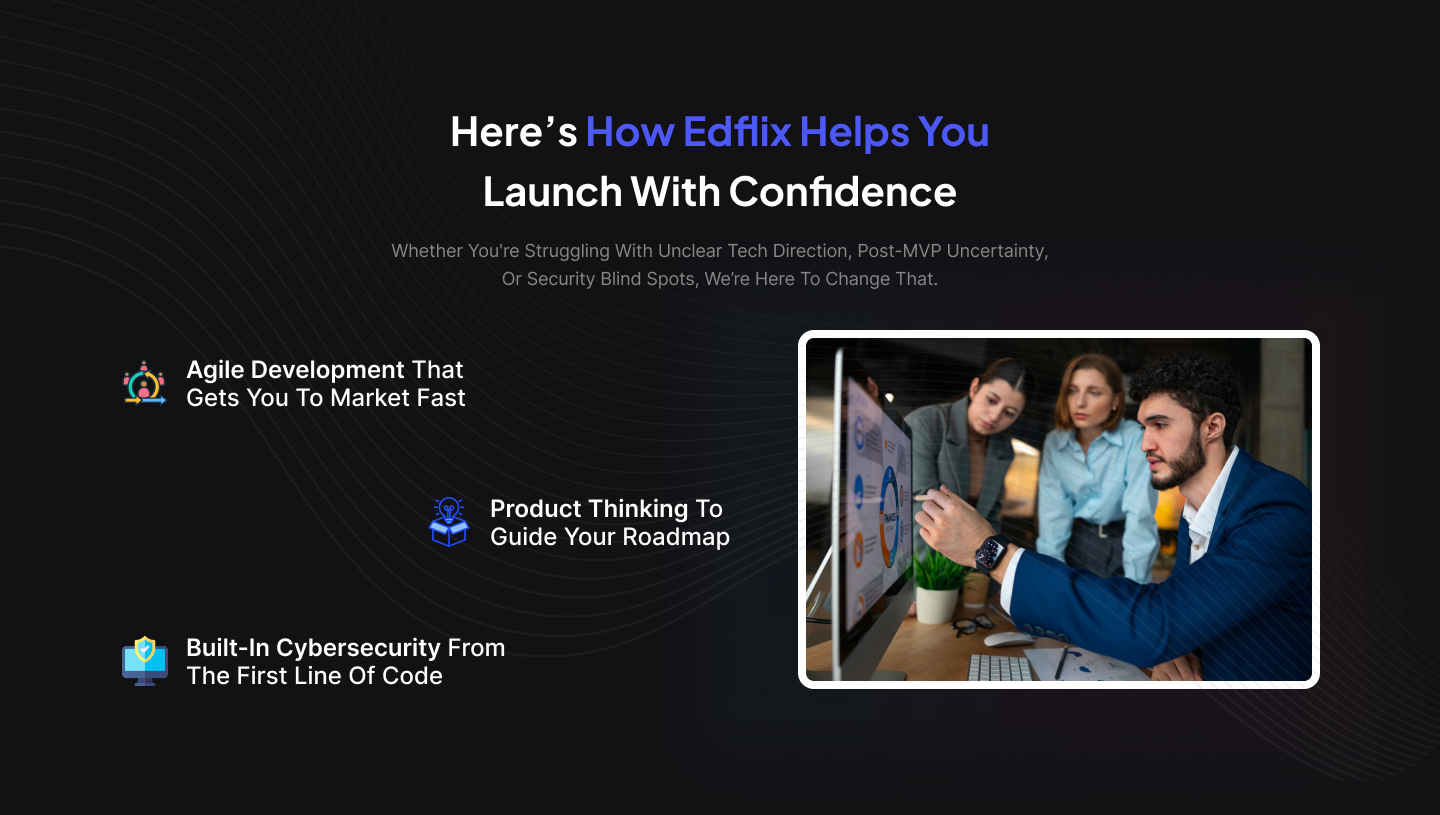 Here’s How Edflix Helps You
Launch With Confidence
Whether You're Struggling With Unclear Tech Direction, Post-MVP Uncertainty,
Or Security Blind Spots, We’re Here To Change That.
Agile Development That
Gets You To Market Fast
Product Thinking To
Guide Your Roadmap
Built-In Cybersecurity From
The First Line Of Code